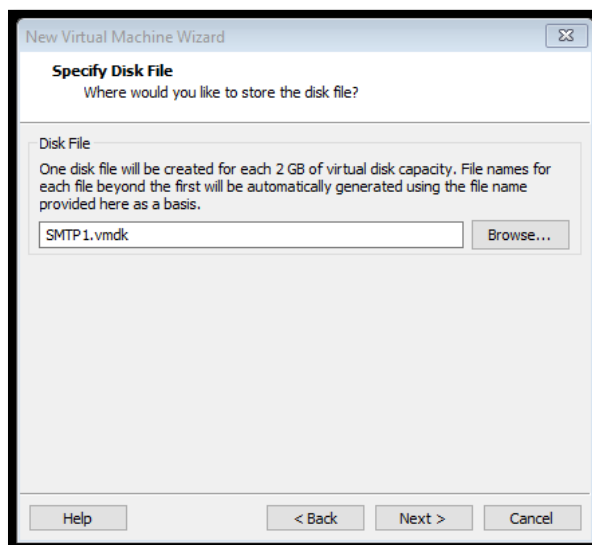 New Virtual Machine Wizard
Specify Disk File
Where would you like to store the disk file?
Disk File
One disk file will be created for each 2 GB of virtual disk capacity. File names for
each file beyond the first will be automatically generated using the file name
provided here as a basis.
SMTP1.vmdk
Browse...
Help
< Back
Next >
Cancel